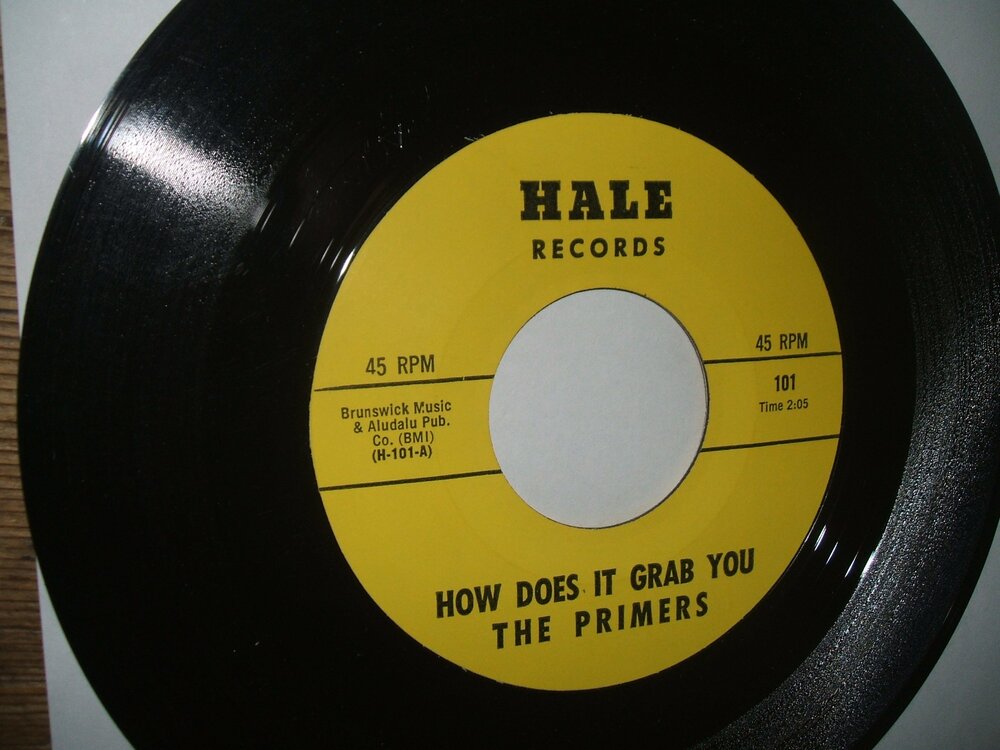 HALE
RECORDS
45 RPM
Brunswick Music
& Aludalu Pub.
Co. (BMI)
(H-101-A)
45 RPM
101
Time 2:05
HOW DOES IT GRAB YOU
THE PRIMERS